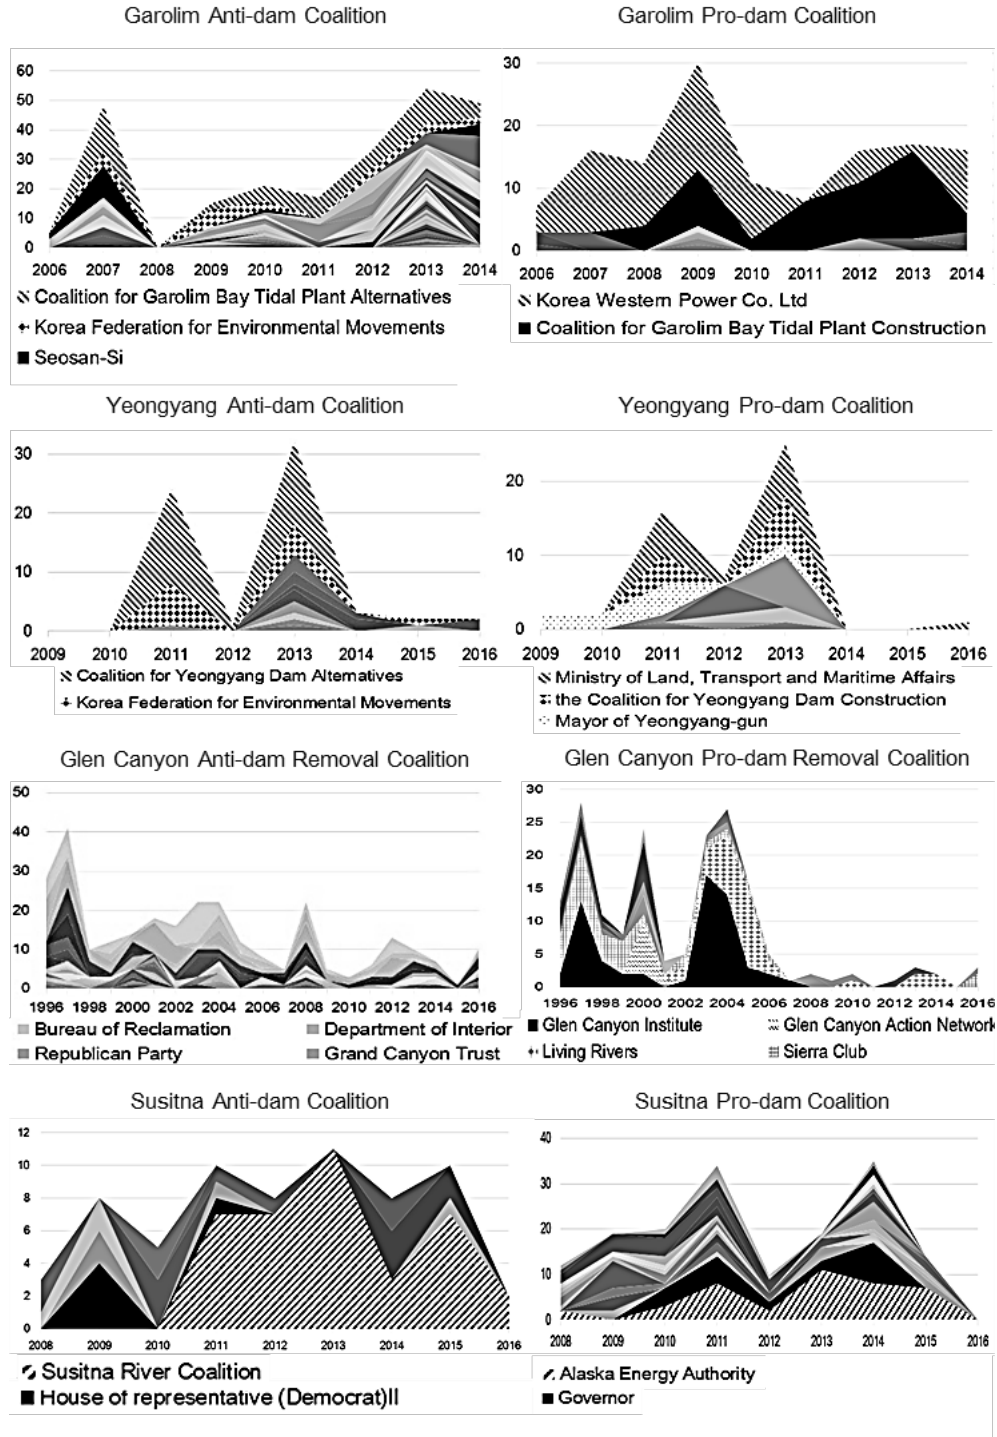 Garolim Anti-dam Coalition
60
50
40
30
20
10
0
2006 2007 2008 2009 2010 2011 2012 2013 2014
Coalition for Garolim Bay Tidal Plant Alternatives
Korea Federation for Environmental Movements
Seosan-Si
Garolim Pro-dam Coalition
30
20
10
0
2006 2007 2008 2009 2010 2011 2012 2013 2014
Korea Western Power Co. Ltd
Coalition for Garolim Bay Tidal Plant Construction
Yeongyang Anti-dam Coalition
30
20
10
0
2009 2010 2011 2012 2013 2014 2015 2016
Coalition for Yeongyang Dam Alternatives
Korea Federation for Environmental Movements
Yeongyang Pro-dam Coalition
20
10
0
2009 2010 2011 2012 2013 2014 2015 2016
Ministry of Land, Transport and Maritime Affairs
the Coalition for Yeongyang Dam Construction
Mayor of Yeongyang-gun
Glen Canyon Anti-dam Removal Coalition
50
40
30
20
10
0
1996 1998 2000 2002 2004 2006 2008 2010 2012 2014 2016
Bureau of Reclamation Department of Interior
Republican Party Grand Canyon Trust
Glen Canyon Pro-dam Removal Coalition
30
25
20
15
10
5
0
1996 1998 2000 2002 2004 2006 2008 2010 2012 2014 2016
Glen Canyon Institute Glen Canyon Action Network
Living Rivers Sierra Club
Susitna Anti-dam Coalition
12
10
8
6
4
2
0
2008 2009 2010 2011 2012 2013 2014 2015 2016
Susitna River Coalition
House of representative (Democrat)II
Susitna Pro-dam Coalition
40
30
20
10
0
2008 2009 2010 2011 2012 2013 2014 2015 2016
Alaska Energy Authority
Governor